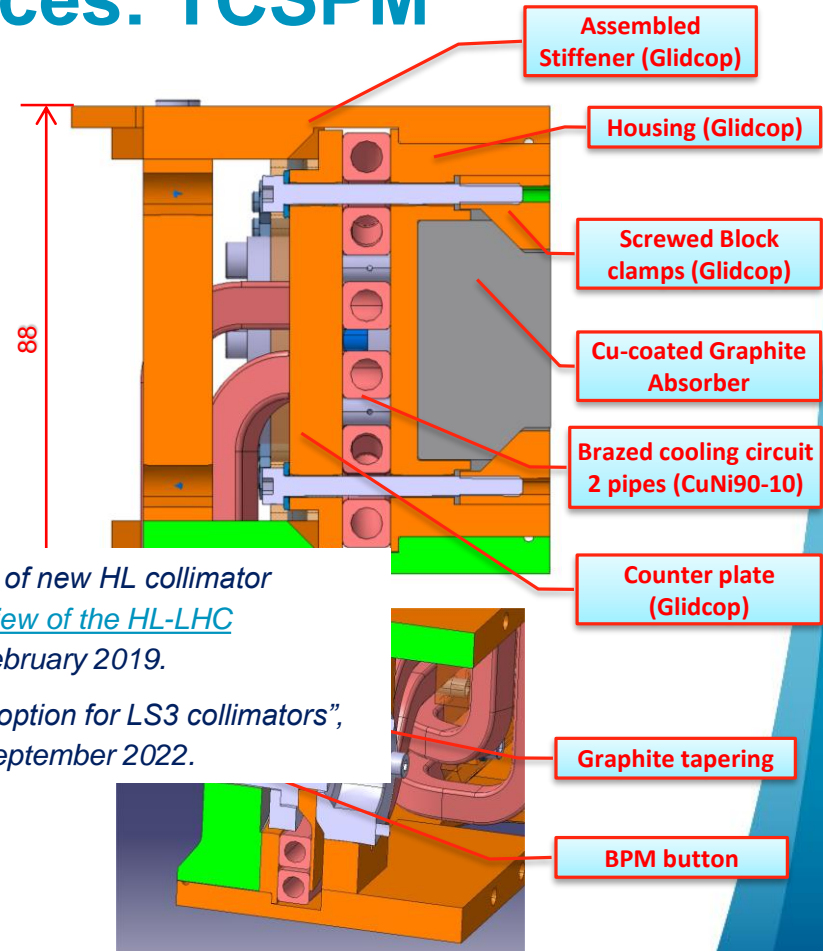 ces: TCSPM
Assembled
Stiffener (Glidcop)
Housing (Glidcop)
Screwed Block
clamps (Glidcop)
88
Cu-coated Graphite
Absorber
Brazed cooling circuit
2 pipes (CuNi90-10)
of new HL collimator
iew of the HL-LHC
ebruary 2019.
Counter plate
(Glidcop)
option for LS3 collimators”,
eptember 2022.
Graphite tapering
BPM button